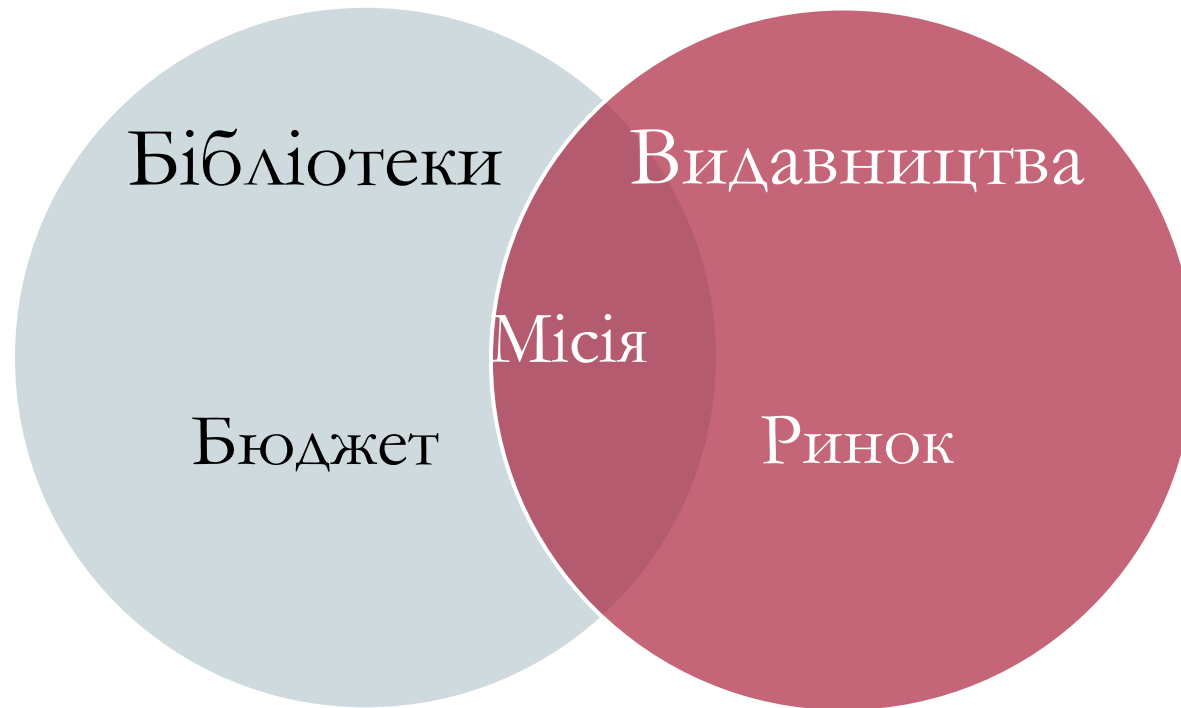 Бібліотеки
Видавництва
Місія
Бюджет
Ринок